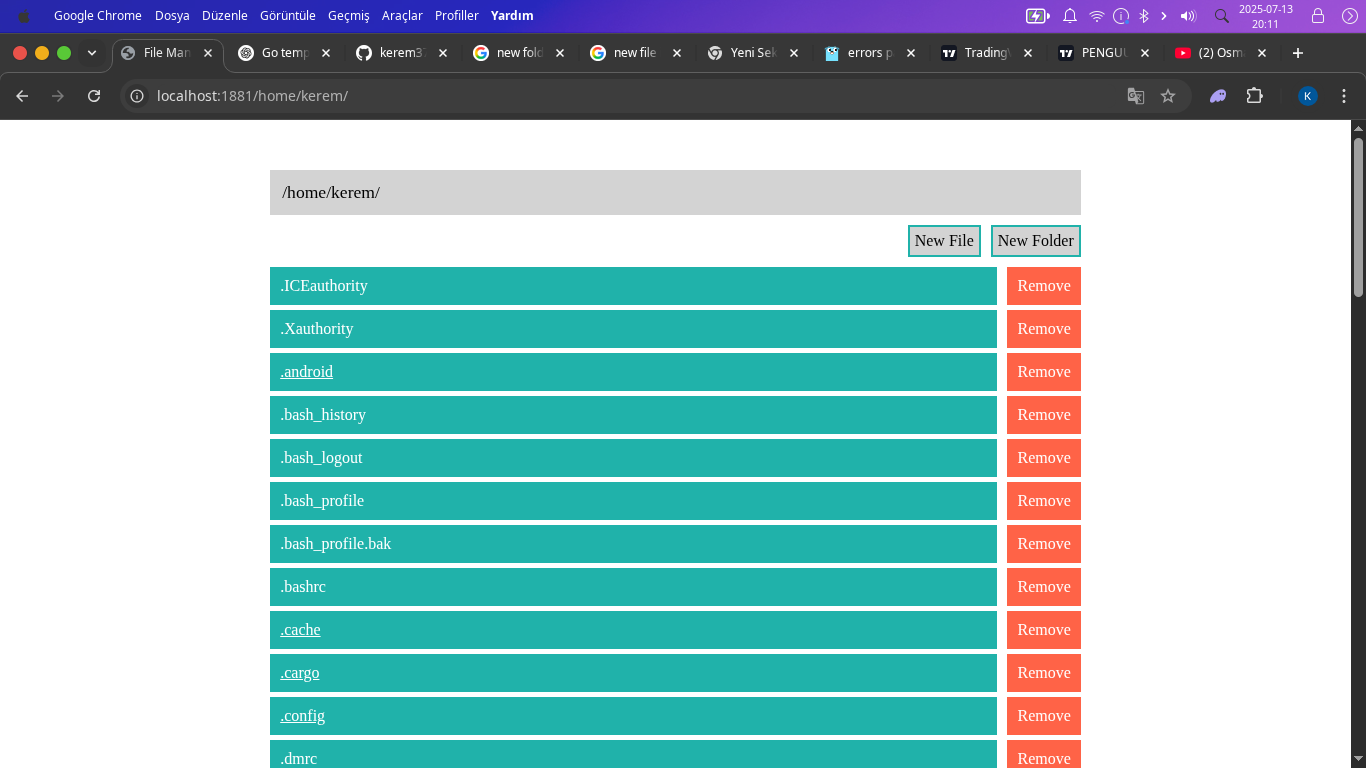 Google Chrome Dosya Düzenle Görüntüle Geçmiş Araçlar Profiller Yardım
2025-07-13
20:11
File Man
Go temp
kerem37
new fold
new file
Yeni Sek
errors p
Trading
PENGU
(2) Osm
localhost:1881/home/kerem/
K
/home/kerem/
New File New Folder
.ICEauthority Remove
.Xauthority Remove
.android Remove
.bash_history Remove
.bash_logout Remove
.bash_profile Remove
.bash_profile.bak Remove
.bashrc Remove
.cache Remove
.cargo Remove
.config Remove
.dmrc Remove